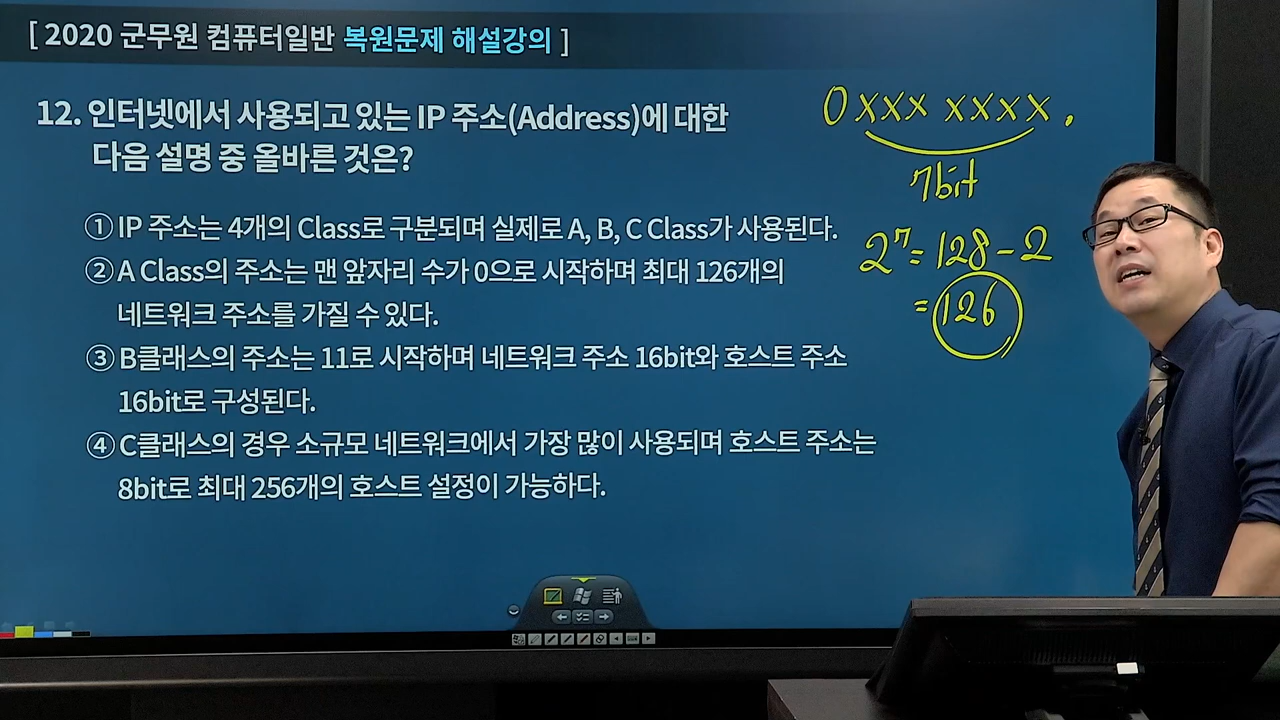 [ 2020 군무원 컴퓨터일반 복원문제 해설강의 ]
12. 인터넷에서 사용되고 있는 IP 주소(Address)에 대한
다음 설명 중 올바른 것은?
① IP 주소는 4개의 Class로 구분되며 실제로 A, B, C Class가 사용된다.
② A Class의 주소는 맨 앞자리 수가 0으로 시작하며 최대 126개의
네트워크 주소를 가질 수 있다.
③ B클래스의 주소는 11로 시작하며 네트워크 주소 16bit와 호스트 주소
16bit로 구성된다.
④ C클래스의 경우 소규모 네트워크에서 가장 많이 사용되며 호스트 주소는
8bit로 최대 256개의 호스트 설정이 가능하다.
0xxx xxxx.
7bit
2⁷=128-2
=126